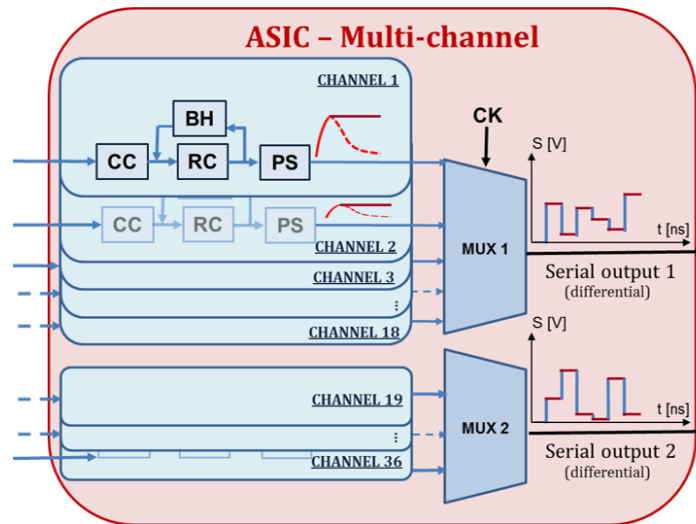 ASIC – Multi-channel
CHANNEL 1
BH
CC
RC
PS
CC
RC
PS
CHANNEL 2
CHANNEL 3
...
CHANNEL 18
CK
MUX 1
S [V]
t [ns]
Serial output 1
(differential)
CHANNEL 19
...
CHANNEL 36
MUX 2
S [V]
t [ns]
Serial output 2
(differential)